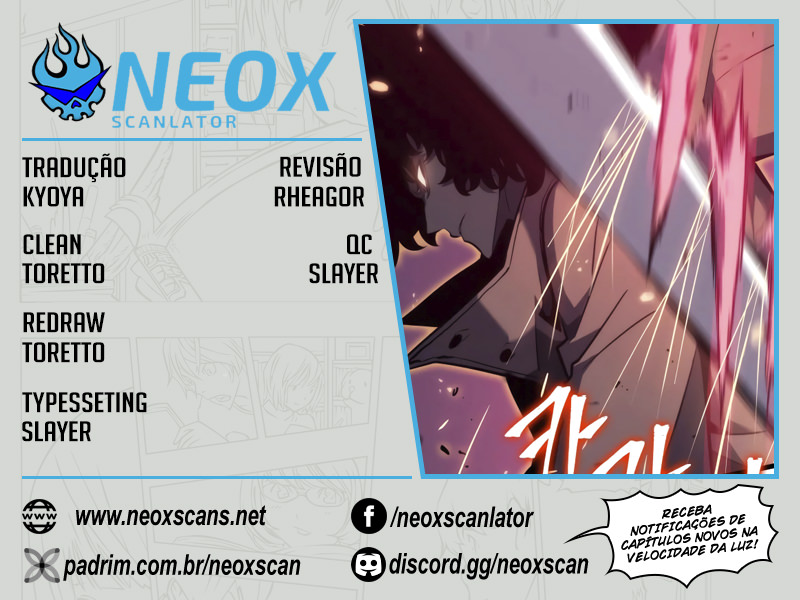 NEOX
SCANLATOR
TRADUÇÃO
KYOYA
REVISÃO
RHEAGOR
CLEAN
TORETTO
QC
SLAYER
REDRAW
TORETTO
TYPESSETING
SLAYER
www.neoxscans.net
/neoxscanlator
padrim.com.br/neoxscan
discord.gg/neoxscan
RECEBA
NOTIFICAÇÕES DE
CAPÍTULOS NOVOS NA
VELOCIDADE DA LUZ!